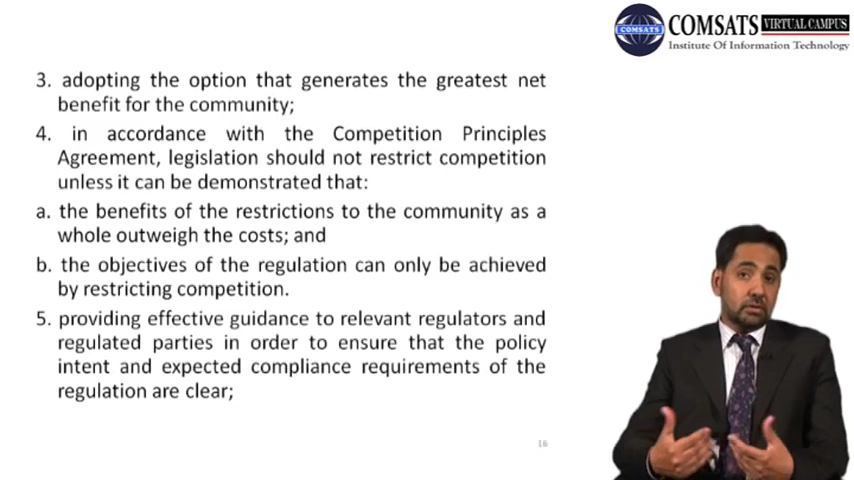 COMSATS
COMSATS VIRTUAL CAMPUS
Institute Of Information Technology
3. adopting the option that generates the greatest net
benefit for the community;
4. in accordance with the Competition Principles
Agreement, legislation should not restrict competition
unless it can be demonstrated that:
a. the benefits of the restrictions to the community as a
whole outweigh the costs; and
b. the objectives of the regulation can only be achieved
by restricting competition.
5. providing effective guidance to relevant regulators and
regulated parties in order to ensure that the policy
intent and expected compliance requirements of the
regulation are clear;
16